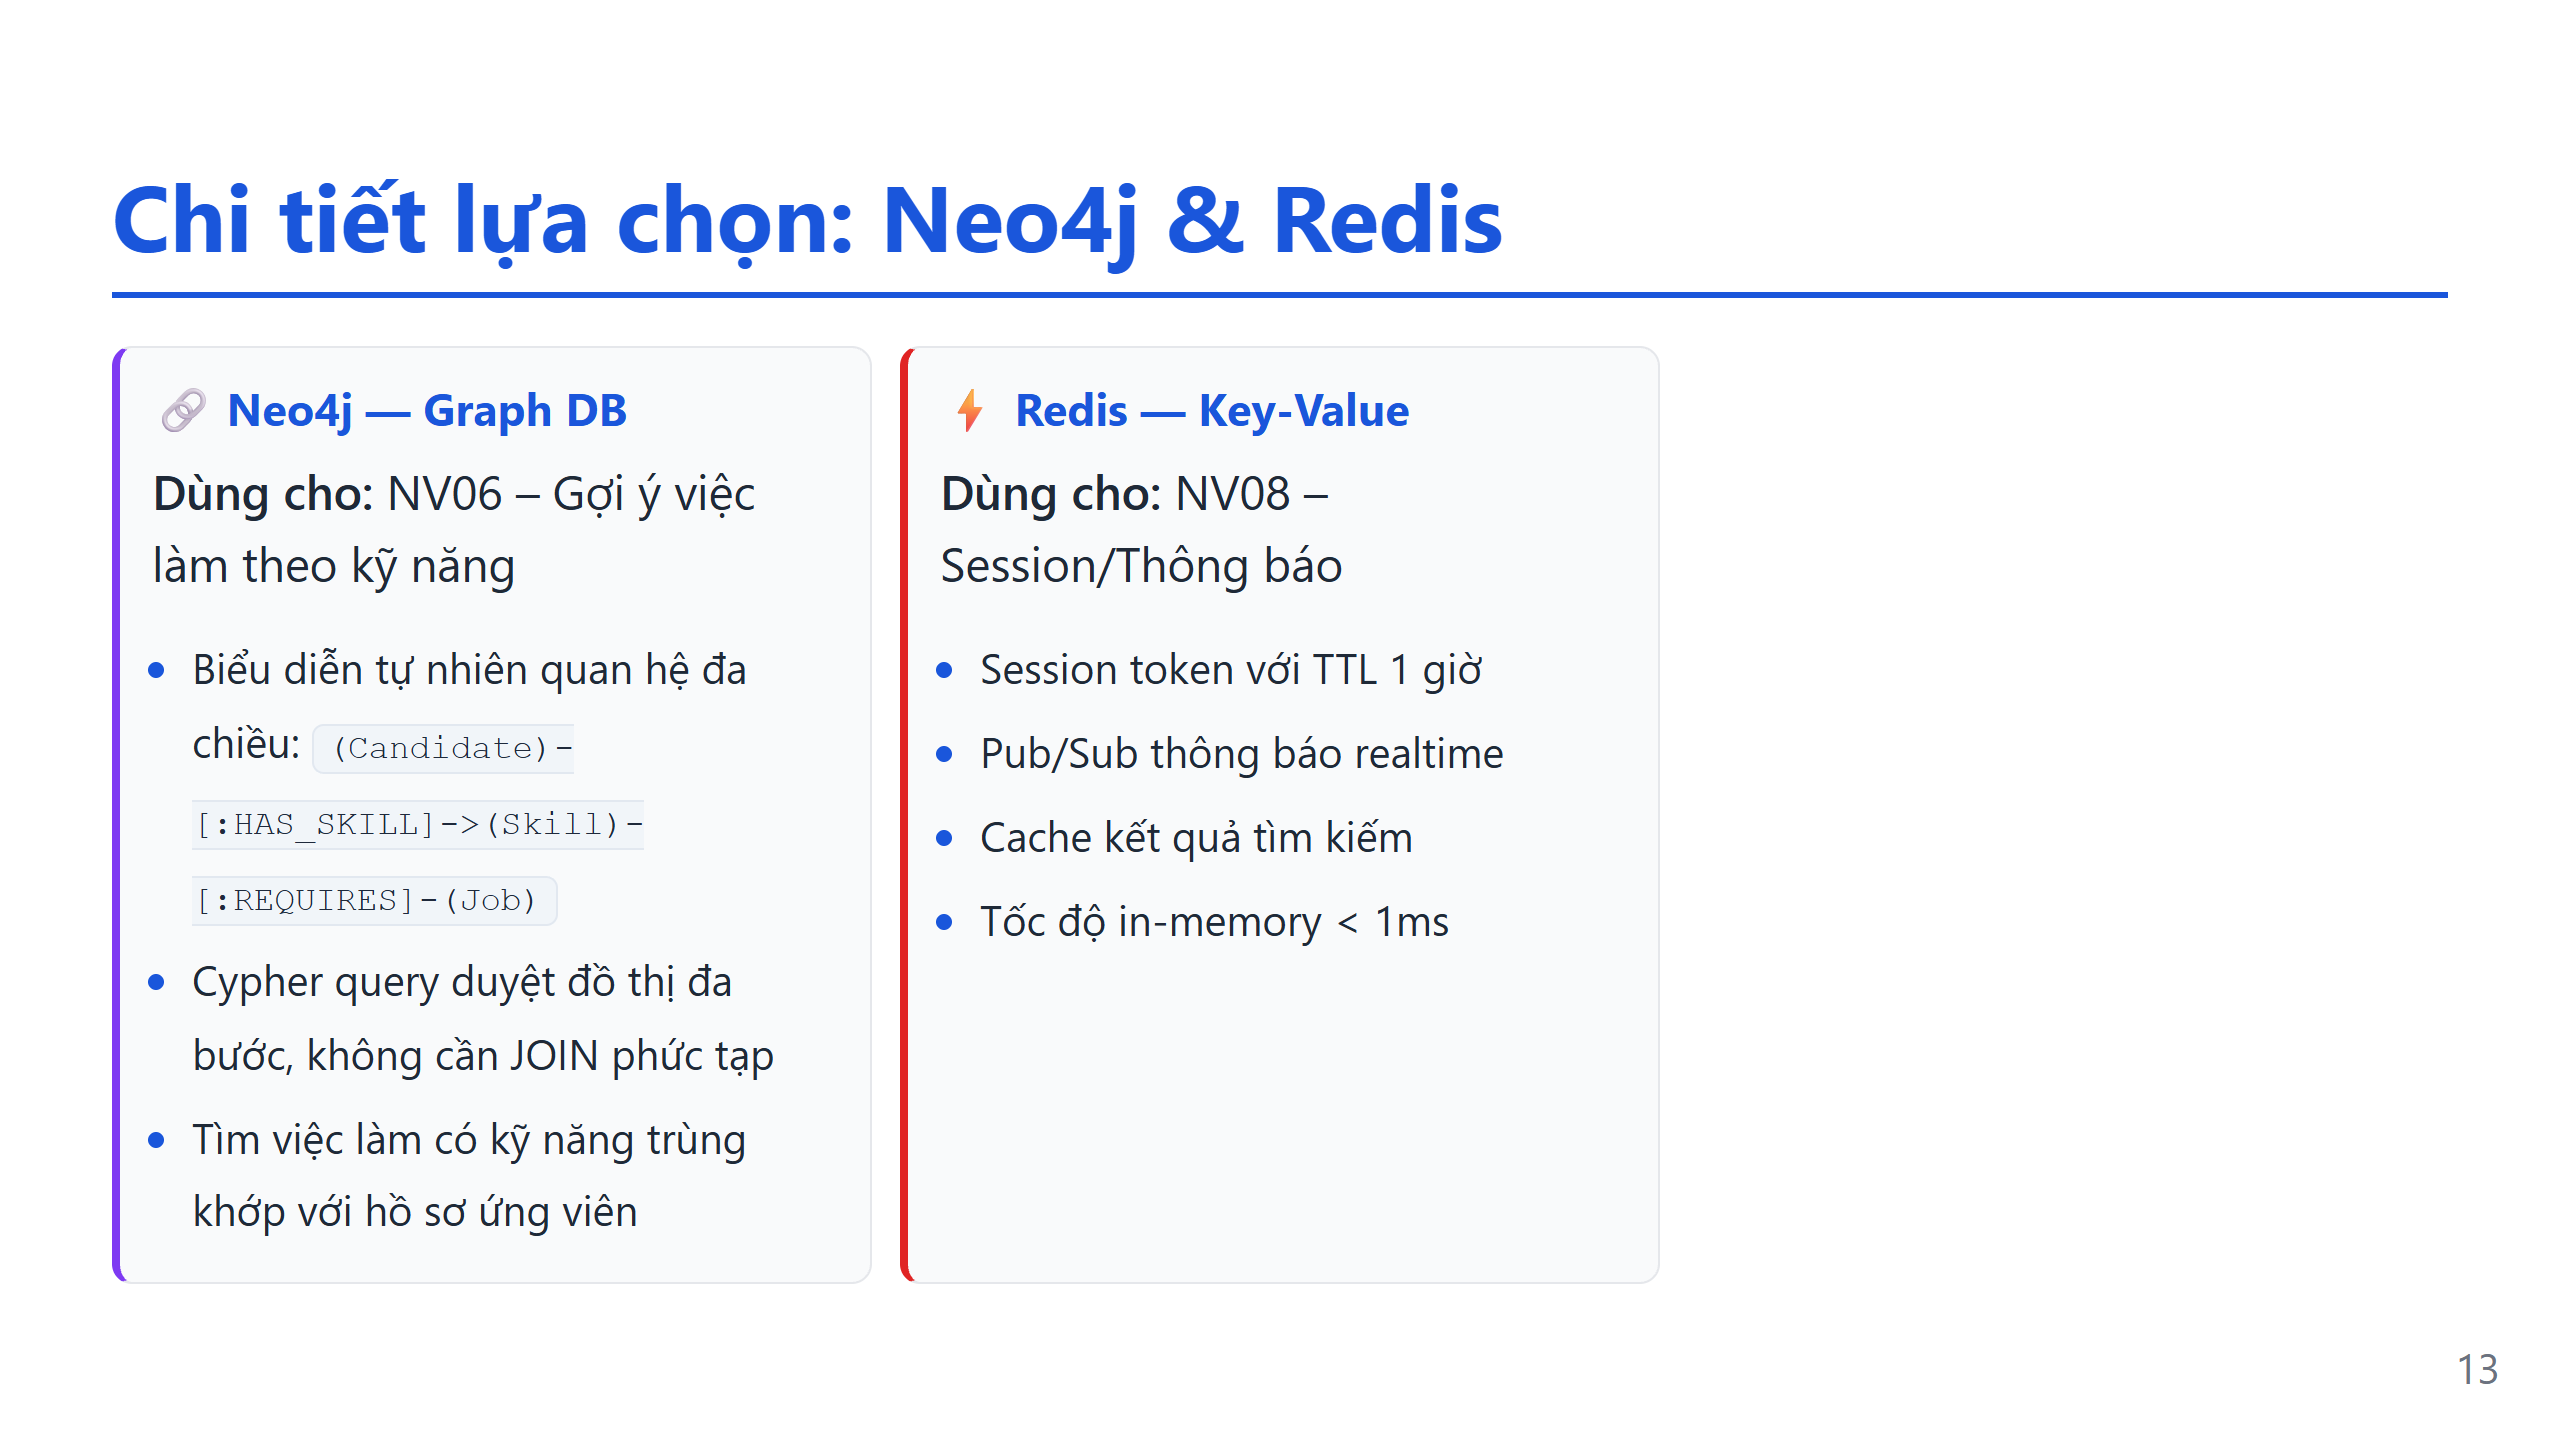 Chi tiết lựa chọn: Neo4j & Redis
🔗 Neo4j — Graph DB
Dùng cho: NV06 – Gợi ý việc
làm theo kỹ năng
• Biểu diễn tự nhiên quan hệ đa
chiều: (Candidate)-
[:HAS_SKILL]->(Skill)-
[:REQUIRES]-(Job)
• Cypher query duyệt đồ thị đa
bước, không cần JOIN phức tạp
• Tìm việc làm có kỹ năng trùng
khớp với hồ sơ ứng viên
⚡ Redis — Key-Value
Dùng cho: NV08 –
Session/Thông báo
• Session token với TTL 1 giờ
• Pub/Sub thông báo realtime
• Cache kết quả tìm kiếm
• Tốc độ in-memory < 1ms
13